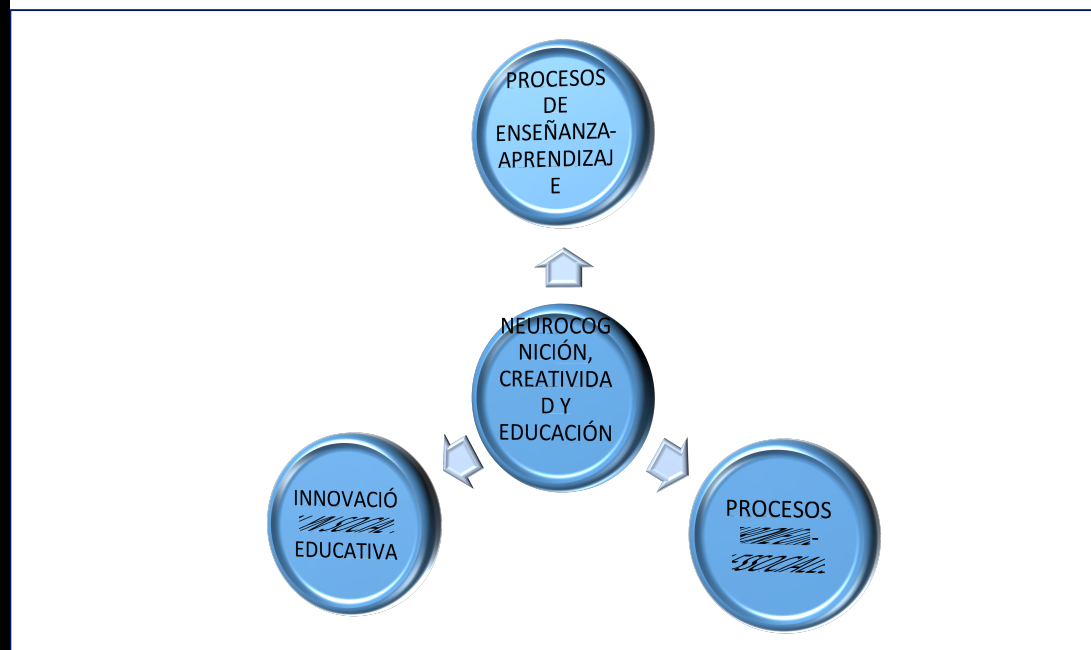 PROCESOS
DE
ENSEÑANZA-
APRENDIZAJ
E
NEUROCOG
NICIÓN,
CREATIVIDA
D Y
EDUCACIÓN
INNOVACIÓ
EDUCATIVA
PROCESOS